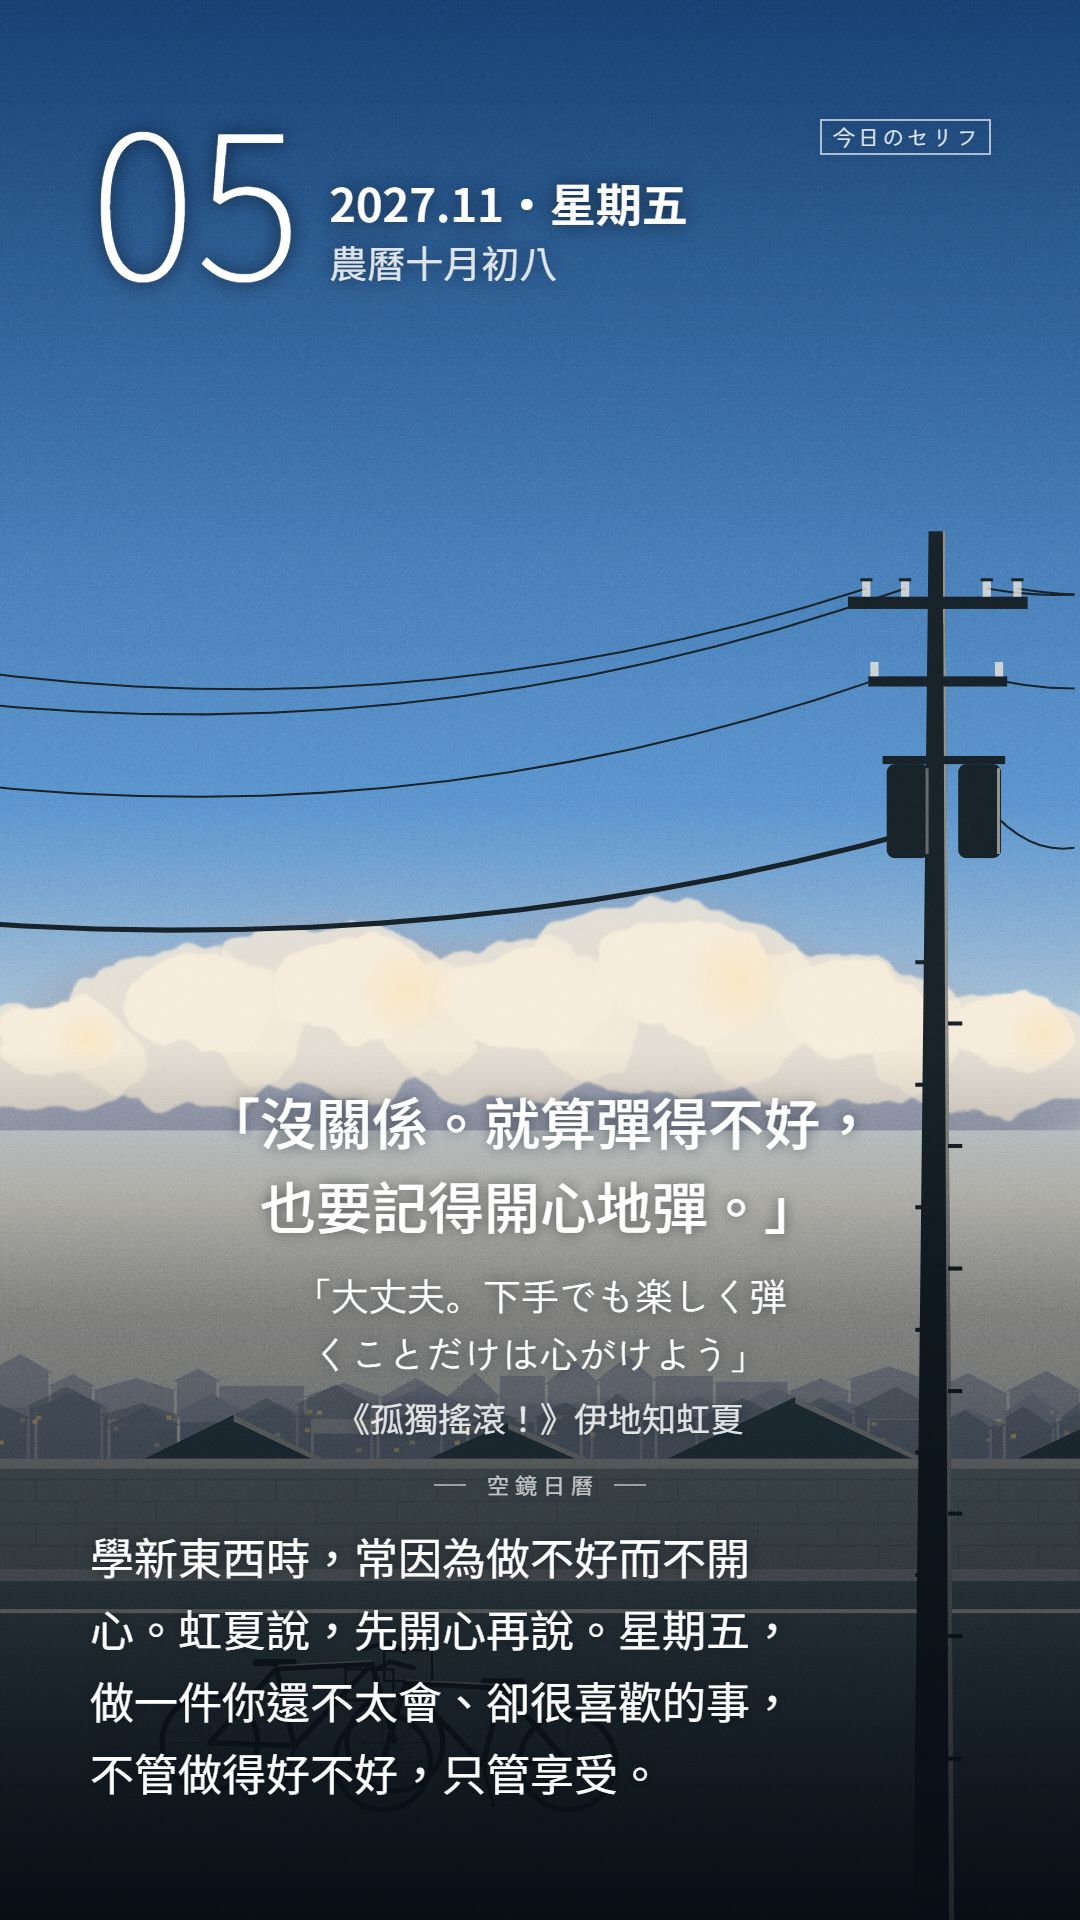 05
2027.11・星期五
農曆十月初八
今日のセリフ
「沒關係。就算彈得不好，
也要記得開心地彈。」
「大丈夫。下手でも楽しく弾
くことだけは心がけよう」
《孤獨搖滾！》伊地知虹夏
空鏡日曆
學新東西時，常因為做不好而不開
心。虹夏說，先開心再說。星期五，
做一件你還不太會、卻很喜歡的事，
不管做得好不好，只管享受。